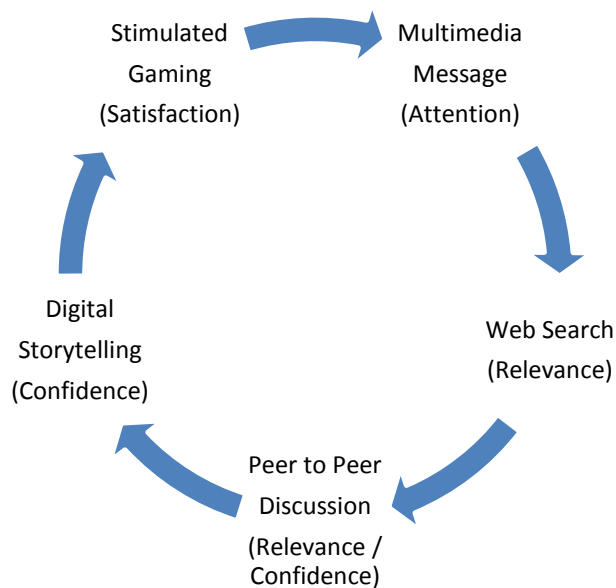 Stimulated
Gaming
(Satisfaction)
Multimedia
Message
(Attention)
Web Search
(Relevance)
Peer to Peer
Discussion
(Relevance /
Confidence)
Digital
Storytelling
(Confidence)